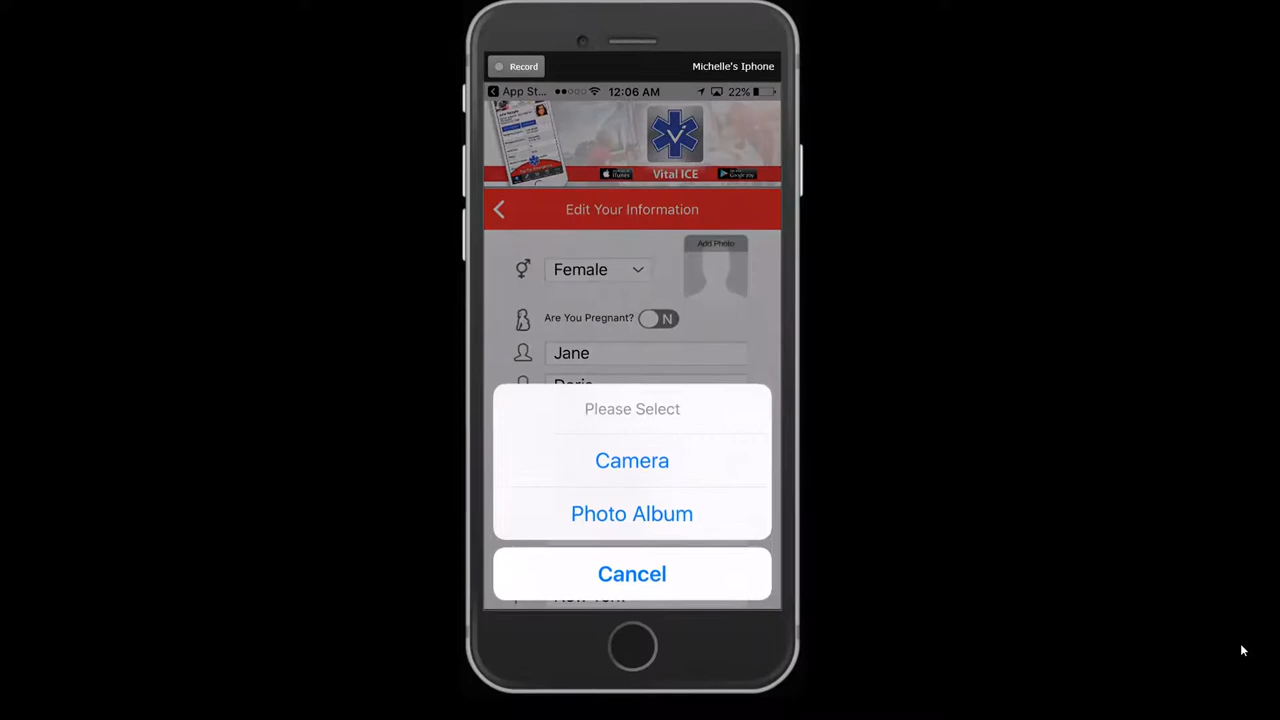 Record
Michelle's Iphone
App St... 12:06 AM 22%
Vital ICE
Edit Your Information
Add Photo
Female
Are You Pregnant? N
Jane
Please Select
Camera
Photo Album
Cancel